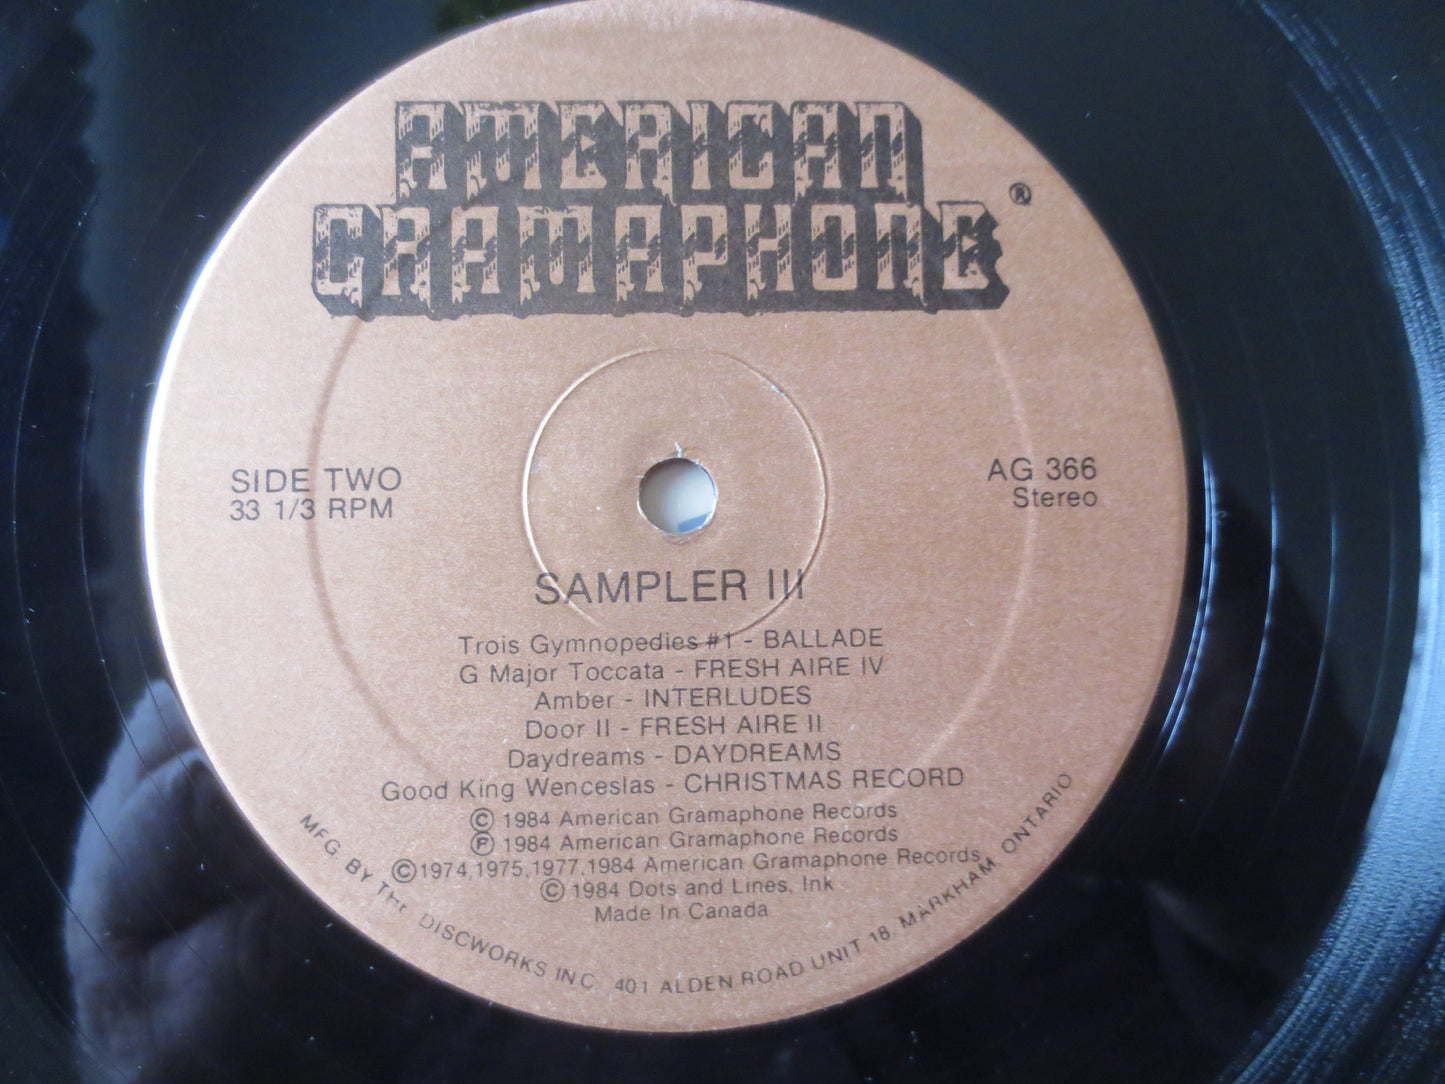 AMERICAN
GRAMAPHONE ®
SIDE TWO
33 1/3 RPM
AG 366
Stereo
SAMPLER III
Trois Gymnopedies #1 - BALLADE
G Major Toccata - FRESH AIRE IV
Amber - INTERLUDES
Door II - FRESH AIRE II
Daydreams - DAYDREAMS
Good King Wenceslas - CHRISTMAS RECORD
© 1984 American Gramaphone Records
℗ 1984 American Gramaphone Records
©1974,1975,1977,1984 American Gramaphone Records
© 1984 Dots and Lines, Ink
Made In Canada
MFG BY THE DISCWORKS INC 401 ALDEN ROAD UNIT 18 MARKHAM, ONTARIO